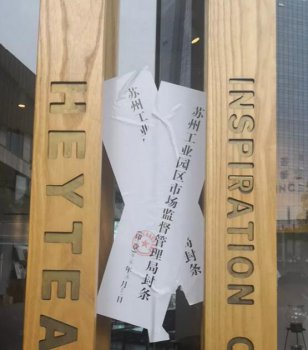 HEYTEA
INSPIRATION O
苏州工业
苏州工业园区市场监督管理局封条
局封条
年 月 日